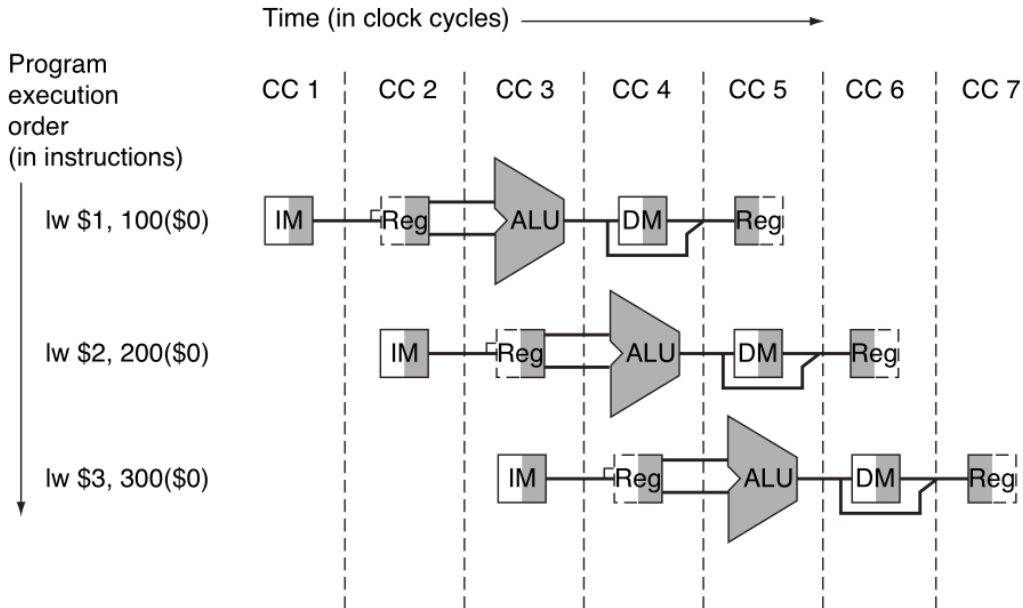 Time (in clock cycles)
Program
execution
order
(in instructions)
CC 1 CC 2 CC 3 CC 4 CC 5 CC 6 CC 7
lw $1, 100($0) IM Reg ALU DM Reg
lw $2, 200($0) IM Reg ALU DM Reg
lw $3, 300($0) IM Reg ALU DM Reg